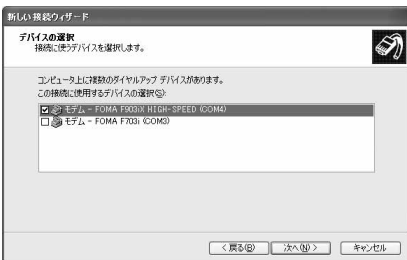 新しい接続ウィザード
デバイスの選択
接続に使うデバイスを選択します。
コンピュータ上に複数のダイヤルアップ デバイスがあります。
この接続に使用するデバイスの選択(S):
モデム - FOMA F903iX HIGH-SPEED (COM4)
モデム - FOMA F703i (COM3)
< 戻る(B)
次へ(N) >
キャンセル